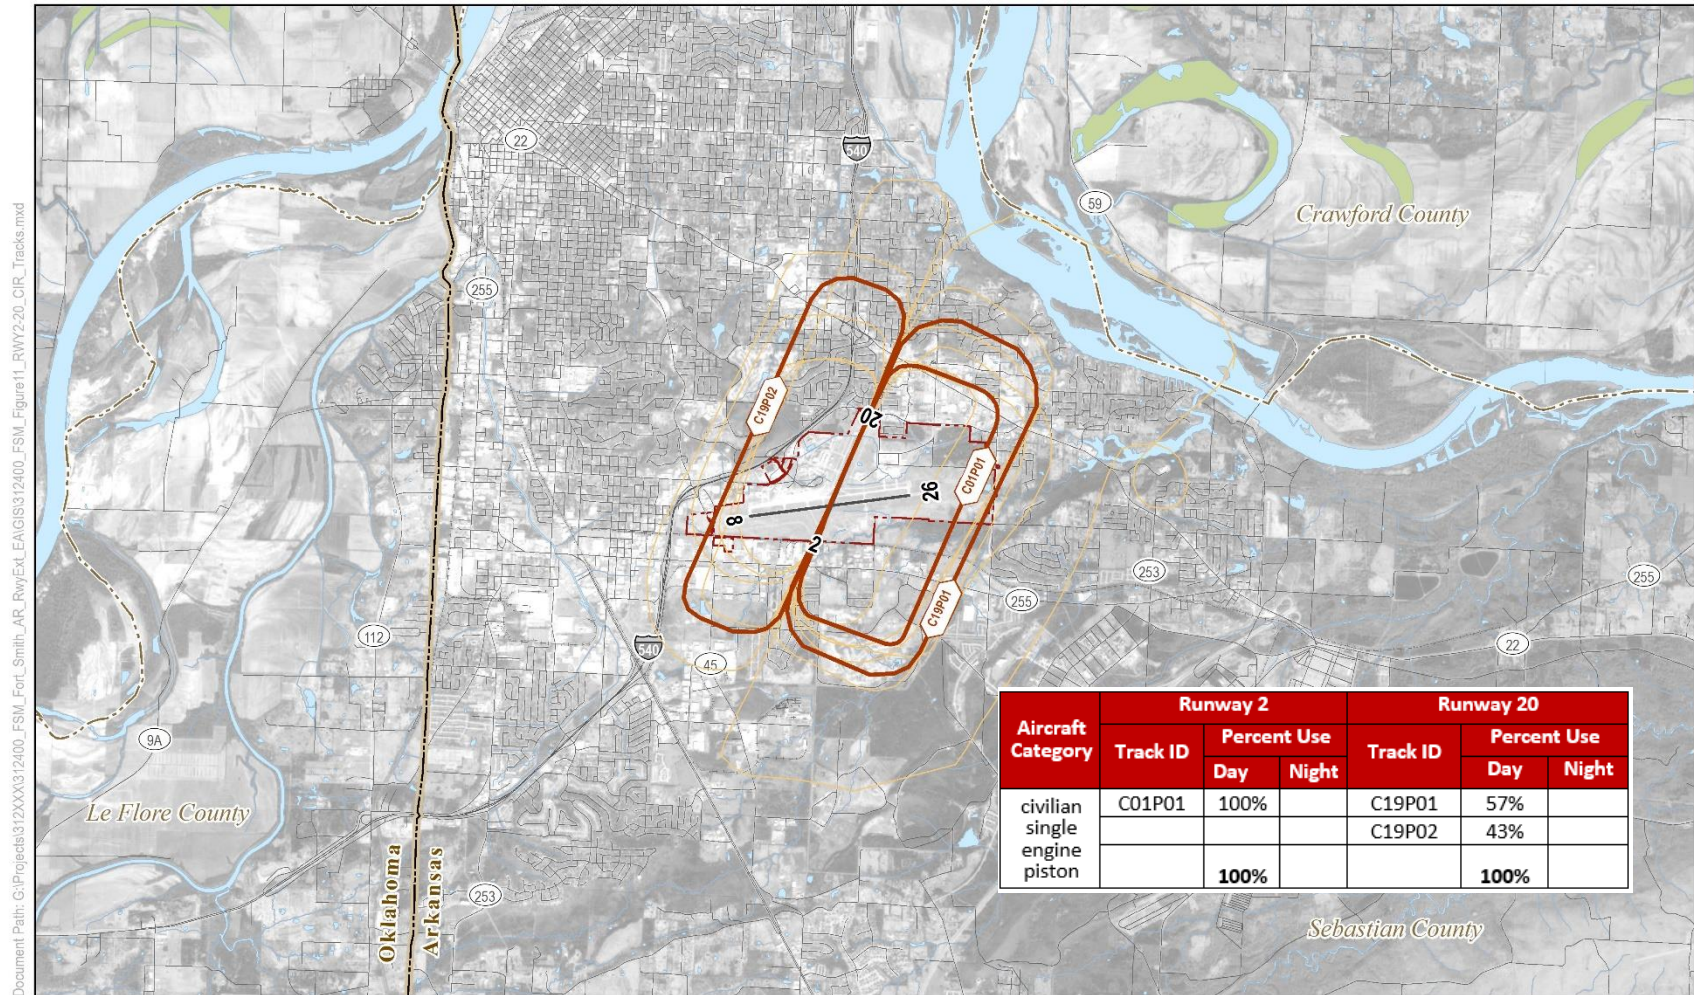 Document Path: G:\Projects\312XXX\312400_FSM_Fort_Smith_AR_RwyExt_EA\GIS\312400_FSM_Figure11_RWY2-20_CIR_Tracks.mxd
22
540
59
Crawford County
255
C19P02
20
C01P01
26
8
2
C19P01
253
255
255
112
540
45
22
9A
Le Flore County
Oklahoma
Arkansas
253
Sebastian County
Aircraft Category Runway 2 Runway 20
Track ID Percent Use Track ID Percent Use
Day Night Day Night
civilian single engine piston C01P01 100% C19P01 57%
C19P02 43%
100% 100%